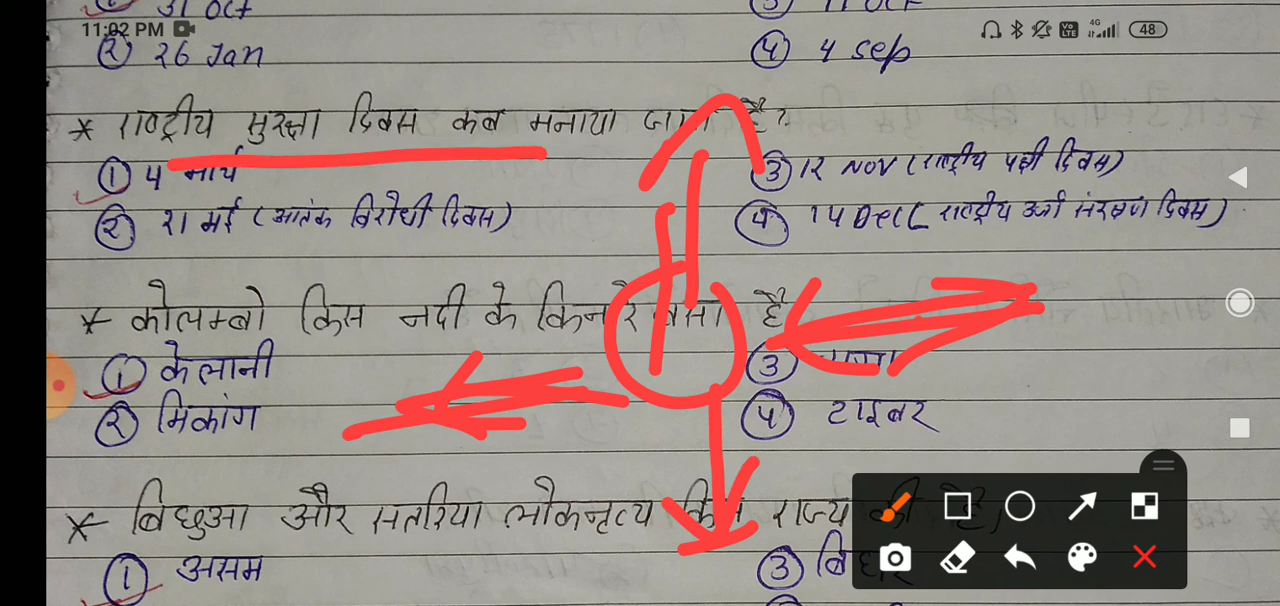 31 Oct
11:02 PM
4G
48
Vo LTE
② 26 Jan
④ 4 sep
* राष्ट्रीय सुरक्षा दिवस कब मनाया जाता है?
① 4 मार्च
③ 12 NOV (राष्ट्रीय पक्षी दिवस)
② 21 मई (आतंक विरोधी दिवस)
④ 14 Dec ( राष्ट्रीय ऊर्जा संरक्षण दिवस)
* कोलम्बो किस नदी के किनारे बसा है
① केलानी
③
② मिकांग
④ टाइबर
* बिछुआ और सतरिया लोकनृत्य किस राज्य की है
① असम
③ बिहार